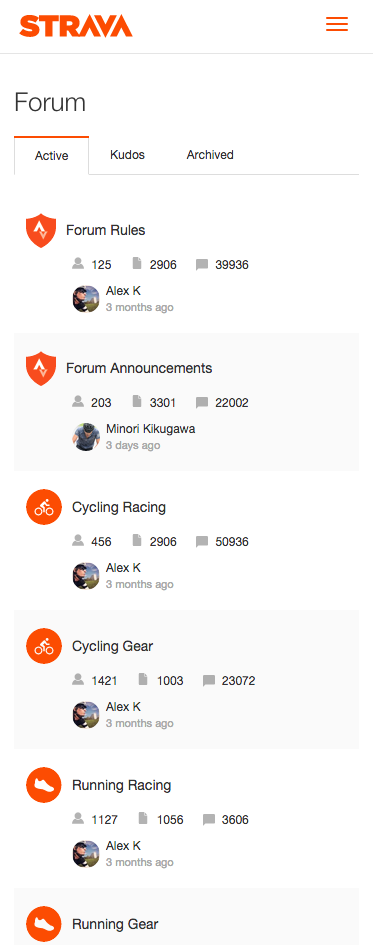 STRAVA
Forum
Active Kudos Archived
Forum Rules
125 2906 39936
Alex K
3 months ago
Forum Announcements
203 3301 22002
Minori Kikugawa
3 days ago
Cycling Racing
456 2906 50936
Alex K
3 months ago
Cycling Gear
1421 1003 23072
Alex K
3 months ago
Running Racing
1127 1056 3606
Alex K
3 months ago
Running Gear